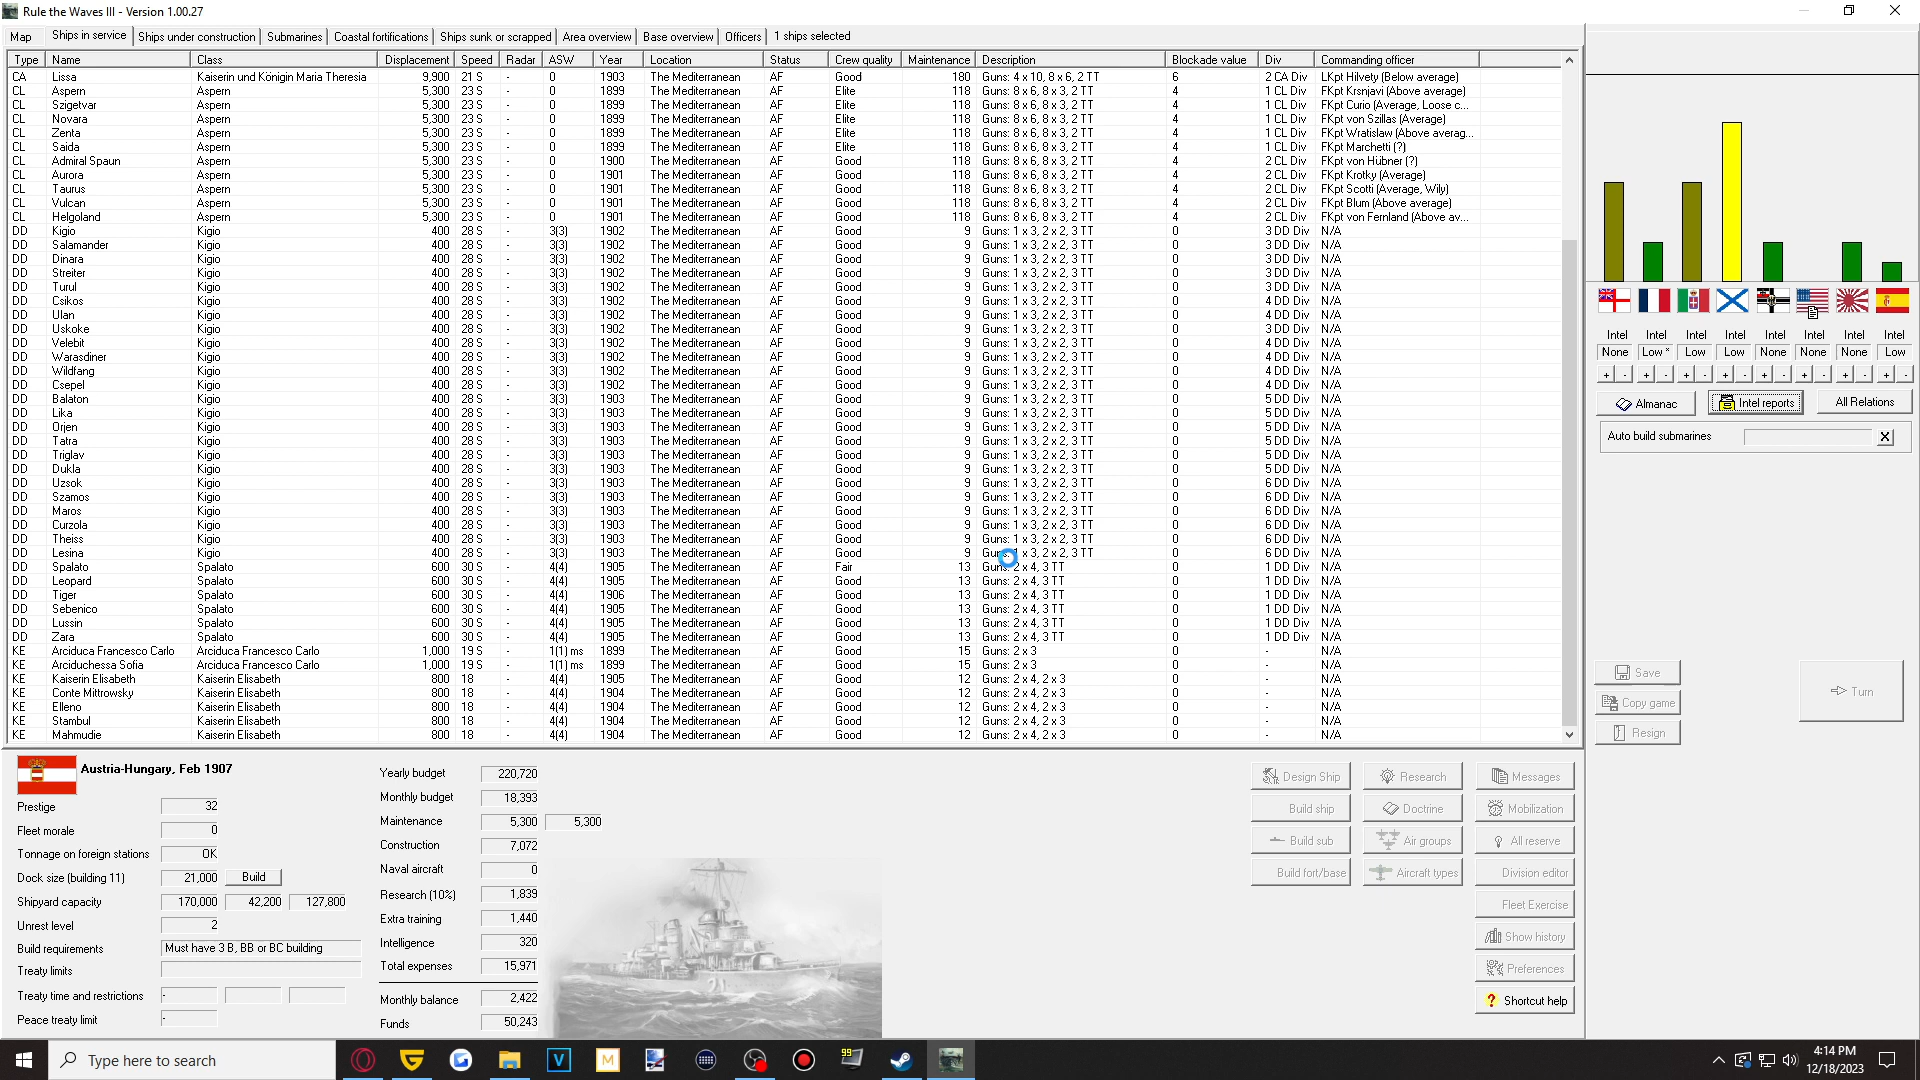 Rule the Waves III - Version 1.00.27
Map Ships in service Ships under construction Submarines Coastal fortifications Ships sunk or scrapped Area overview Base overview Officers 1 ships selected
Type Name Class Displacement Speed Radar ASW Year Location Status Crew quality Maintenance Description Blockade value Div Commanding officer
CA Lissa Kaiserin und Königin Maria Theresia 9,900 21 S - 0 1903 The Mediterranean AF Good 180 Guns: 4 x 10, 8 x 6, 2 TT 6 2 CA Div LKpt Hilvety (Below average)
CL Aspern Aspern 5,300 23 S - 0 1899 The Mediterranean AF Elite 118 Guns: 8 x 6, 8 x 3, 2 TT 4 1 CL Div FKpt Krsnjavi (Above average)
CL Szigetvar Aspern 5,300 23 S - 0 1899 The Mediterranean AF Elite 118 Guns: 8 x 6, 8 x 3, 2 TT 4 1 CL Div FKpt Curio (Average, Loose c...
CL Novara Aspern 5,300 23 S - 0 1899 The Mediterranean AF Elite 118 Guns: 8 x 6, 8 x 3, 2 TT 4 1 CL Div FKpt von Szillas (Average)
CL Zenta Aspern 5,300 23 S - 0 1899 The Mediterranean AF Elite 118 Guns: 8 x 6, 8 x 3, 2 TT 4 1 CL Div FKpt Wratislaw (Above averag...
CL Saida Aspern 5,300 23 S - 0 1899 The Mediterranean AF Elite 118 Guns: 8 x 6, 8 x 3, 2 TT 4 1 CL Div FKpt Marchetti (?)
CL Admiral Spaun Aspern 5,300 23 S - 0 1900 The Mediterranean AF Good 118 Guns: 8 x 6, 8 x 3, 2 TT 4 2 CL Div FKpt von Hübner (?)
CL Aurora Aspern 5,300 23 S - 0 1901 The Mediterranean AF Good 118 Guns: 8 x 6, 8 x 3, 2 TT 4 2 CL Div FKpt Krotky (Average)
CL Taurus Aspern 5,300 23 S - 0 1901 The Mediterranean AF Good 118 Guns: 8 x 6, 8 x 3, 2 TT 4 2 CL Div FKpt Scotti (Average, Wily)
CL Vulcan Aspern 5,300 23 S - 0 1901 The Mediterranean AF Good 118 Guns: 8 x 6, 8 x 3, 2 TT 4 2 CL Div FKpt Blum (Above average)
CL Helgoland Aspern 5,300 23 S - 0 1901 The Mediterranean AF Good 118 Guns: 8 x 6, 8 x 3, 2 TT 4 2 CL Div FKpt von Fernland (Above av...
DD Kigio Kigio 400 28 S - 3(3) 1902 The Mediterranean AF Good 9 Guns: 1 x 3, 2 x 2, 3 TT 0 3 DD Div N/A
DD Salamander Kigio 400 28 S - 3(3) 1902 The Mediterranean AF Good 9 Guns: 1 x 3, 2 x 2, 3 TT 0 3 DD Div N/A
DD Dinara Kigio 400 28 S - 3(3) 1902 The Mediterranean AF Good 9 Guns: 1 x 3, 2 x 2, 3 TT 0 3 DD Div N/A
DD Streiter Kigio 400 28 S - 3(3) 1902 The Mediterranean AF Good 9 Guns: 1 x 3, 2 x 2, 3 TT 0 3 DD Div N/A
DD Turul Kigio 400 28 S - 3(3) 1902 The Mediterranean AF Good 9 Guns: 1 x 3, 2 x 2, 3 TT 0 3 DD Div N/A
DD Csikos Kigio 400 28 S - 3(3) 1902 The Mediterranean AF Good 9 Guns: 1 x 3, 2 x 2, 3 TT 0 4 DD Div N/A
DD Ulan Kigio 400 28 S - 3(3) 1902 The Mediterranean AF Good 9 Guns: 1 x 3, 2 x 2, 3 TT 0 4 DD Div N/A
DD Uskoke Kigio 400 28 S - 3(3) 1902 The Mediterranean AF Good 9 Guns: 1 x 3, 2 x 2, 3 TT 0 3 DD Div N/A
DD Velebit Kigio 400 28 S - 3(3) 1902 The Mediterranean AF Good 9 Guns: 1 x 3, 2 x 2, 3 TT 0 4 DD Div N/A
DD Warasdiner Kigio 400 28 S - 3(3) 1902 The Mediterranean AF Good 9 Guns: 1 x 3, 2 x 2, 3 TT 0 4 DD Div N/A
DD Wildfang Kigio 400 28 S - 3(3) 1902 The Mediterranean AF Good 9 Guns: 1 x 3, 2 x 2, 3 TT 0 4 DD Div N/A
DD Csepel Kigio 400 28 S - 3(3) 1902 The Mediterranean AF Good 9 Guns: 1 x 3, 2 x 2, 3 TT 0 4 DD Div N/A
DD Balaton Kigio 400 28 S - 3(3) 1903 The Mediterranean AF Good 9 Guns: 1 x 3, 2 x 2, 3 TT 0 5 DD Div N/A
DD Lika Kigio 400 28 S - 3(3) 1903 The Mediterranean AF Good 9 Guns: 1 x 3, 2 x 2, 3 TT 0 5 DD Div N/A
DD Orjen Kigio 400 28 S - 3(3) 1903 The Mediterranean AF Good 9 Guns: 1 x 3, 2 x 2, 3 TT 0 5 DD Div N/A
DD Tatra Kigio 400 28 S - 3(3) 1903 The Mediterranean AF Good 9 Guns: 1 x 3, 2 x 2, 3 TT 0 5 DD Div N/A
DD Triglav Kigio 400 28 S - 3(3) 1903 The Mediterranean AF Good 9 Guns: 1 x 3, 2 x 2, 3 TT 0 5 DD Div N/A
DD Dukla Kigio 400 28 S - 3(3) 1903 The Mediterranean AF Good 9 Guns: 1 x 3, 2 x 2, 3 TT 0 5 DD Div N/A
DD Uzsok Kigio 400 28 S - 3(3) 1903 The Mediterranean AF Good 9 Guns: 1 x 3, 2 x 2, 3 TT 0 6 DD Div N/A
DD Szamos Kigio 400 28 S - 3(3) 1903 The Mediterranean AF Good 9 Guns: 1 x 3, 2 x 2, 3 TT 0 6 DD Div N/A
DD Maros Kigio 400 28 S - 3(3) 1903 The Mediterranean AF Good 9 Guns: 1 x 3, 2 x 2, 3 TT 0 6 DD Div N/A
DD Curzola Kigio 400 28 S - 3(3) 1903 The Mediterranean AF Good 9 Guns: 1 x 3, 2 x 2, 3 TT 0 6 DD Div N/A
DD Theiss Kigio 400 28 S - 3(3) 1903 The Mediterranean AF Good 9 Guns: 1 x 3, 2 x 2, 3 TT 0 6 DD Div N/A
DD Lesina Kigio 400 28 S - 3(3) 1903 The Mediterranean AF Good 9 x 3, 2 x 2, 3 TT 0 6 DD Div N/A
DD Spalato Spalato 600 30 S - 4(4) 1905 The Mediterranean AF Fair 13 Guns: 2 x 4, 3 TT 0 1 DD Div N/A
DD Leopard Spalato 600 30 S - 4(4) 1905 The Mediterranean AF Good 13 Guns: 2 x 4, 3 TT 0 1 DD Div N/A
DD Tiger Spalato 600 30 S - 4(4) 1906 The Mediterranean AF Good 13 Guns: 2 x 4, 3 TT 0 1 DD Div N/A
DD Sebenico Spalato 600 30 S - 4(4) 1905 The Mediterranean AF Good 13 Guns: 2 x 4, 3 TT 0 1 DD Div N/A
DD Lussin Spalato 600 30 S - 4(4) 1905 The Mediterranean AF Good 13 Guns: 2 x 4, 3 TT 0 1 DD Div N/A
DD Zara Spalato 600 30 S - 4(4) 1905 The Mediterranean AF Good 13 Guns: 2 x 4, 3 TT 0 1 DD Div N/A
KE Arciduca Francesco Carlo Arciduca Francesco Carlo 1,000 19 S - 1(1) ms 1899 The Mediterranean AF Good 15 Guns: 2 x 3 0 - N/A
KE Arciduchessa Sofia Arciduca Francesco Carlo 1,000 19 S - 1(1) ms 1899 The Mediterranean AF Good 15 Guns: 2 x 3 0 - N/A
KE Kaiserin Elisabeth Kaiserin Elisabeth 800 18 - 4(4) 1905 The Mediterranean AF Good 12 Guns: 2 x 4, 2 x 3 0 - N/A
KE Conte Mittrowsky Kaiserin Elisabeth 800 18 - 4(4) 1904 The Mediterranean AF Good 12 Guns: 2 x 4, 2 x 3 0 - N/A
KE Elleno Kaiserin Elisabeth 800 18 - 4(4) 1904 The Mediterranean AF Good 12 Guns: 2 x 4, 2 x 3 0 - N/A
KE Stambul Kaiserin Elisabeth 800 18 - 4(4) 1904 The Mediterranean AF Good 12 Guns: 2 x 4, 2 x 3 0 - N/A
KE Mahmudie Kaiserin Elisabeth 800 18 - 4(4) 1904 The Mediterranean AF Good 12 Guns: 2 x 4, 2 x 3 0 - N/A
Intel Intel Intel Intel Intel Intel Intel Intel
None Low * Low Low None None None Low
+ - + - + - + - + - + - + - + -
Almanac Intel reports All Relations
Auto build submarines X
Save
Copy game
Resign
Turn
Austria-Hungary, Feb 1907
Prestige 32
Fleet morale 0
Tonnage on foreign stations OK
Dock size (building 11) 21,000 Build
Shipyard capacity 170,000 42,200 127,800
Unrest level 2
Build requirements Must have 3 B, BB or BC building
Treaty limits
Treaty time and restrictions -
Peace treaty limit -
Yearly budget 220,720
Monthly budget 18,393
Maintenance 5,300 5,300
Construction 7,072
Naval aircraft 0
Research (10%) 1,839
Extra training 1,440
Intelligence 320
Total expenses 15,971
Monthly balance 2,422
Funds 50,243
Design Ship Research Messages
Build ship Doctrine Mobilization
Build sub Air groups All reserve
Build fort/base Aircraft types Division editor
Fleet Exercise
Show history
Preferences
? Shortcut help
21
Type here to search
V
M
99
4:14 PM
12/18/2023